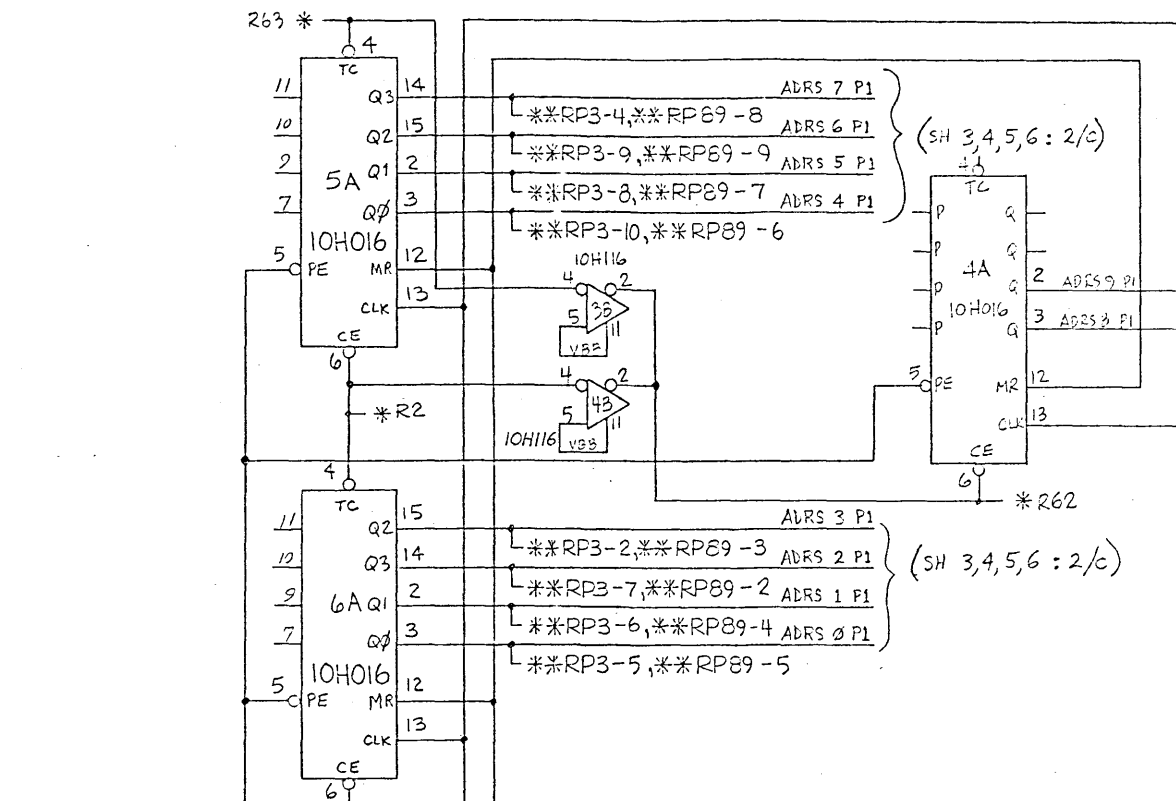 R63 *
4
TC
11
Q3
14
ADRS 7 P1
**RP3-4,**RP89-8
10
Q2
15
ADRS 6 P1
**RP3-9,**RP89-9
9
Q1
2
ADRS 5 P1
**RP3-8,**RP89-7
5A
7
QØ
3
ADRS 4 P1
**RP3-10,**RP89-6
(SH 3,4,5,6 : 2/C)
10H016
5
PE
MR
12
CLK
13
CE
6
10H116
4
2
3B
5
11
VBB
4
2
4B
5
11
10H116
VBB
*R2
4
TC
P
Q
P
Q
4A
P
Q
2
ADRS 9 P1
10H016
P
Q
3
ADRS 8 P1
5
PE
MR
12
CLK
13
CE
6
*R62
4
TC
11
Q2
15
ADRS 3 P1
**RP3-2,**RP89-3
10
Q3
14
ADRS 2 P1
**RP3-7,**RP89-2
9
6A
Q1
2
ADRS 1 P1
**RP3-6,**RP89-4
7
QØ
3
ADRS Ø P1
**RP3-5,**RP89-5
(SH 3,4,5,6 : 2/C)
10H016
5
PE
MR
12
CLK
13
CE
6